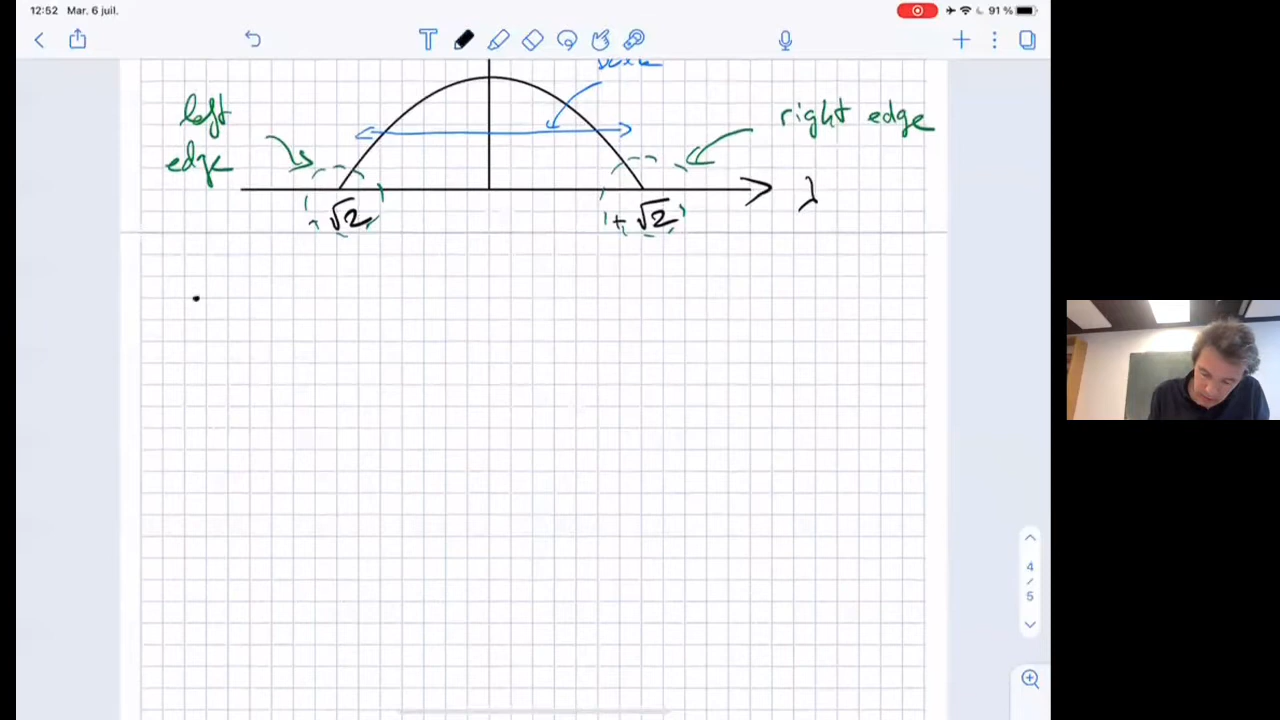 12:52 Mar. 6 juil.
91 %
T
left
edge
right edge
λ
- √2
+ √2
4
/
5